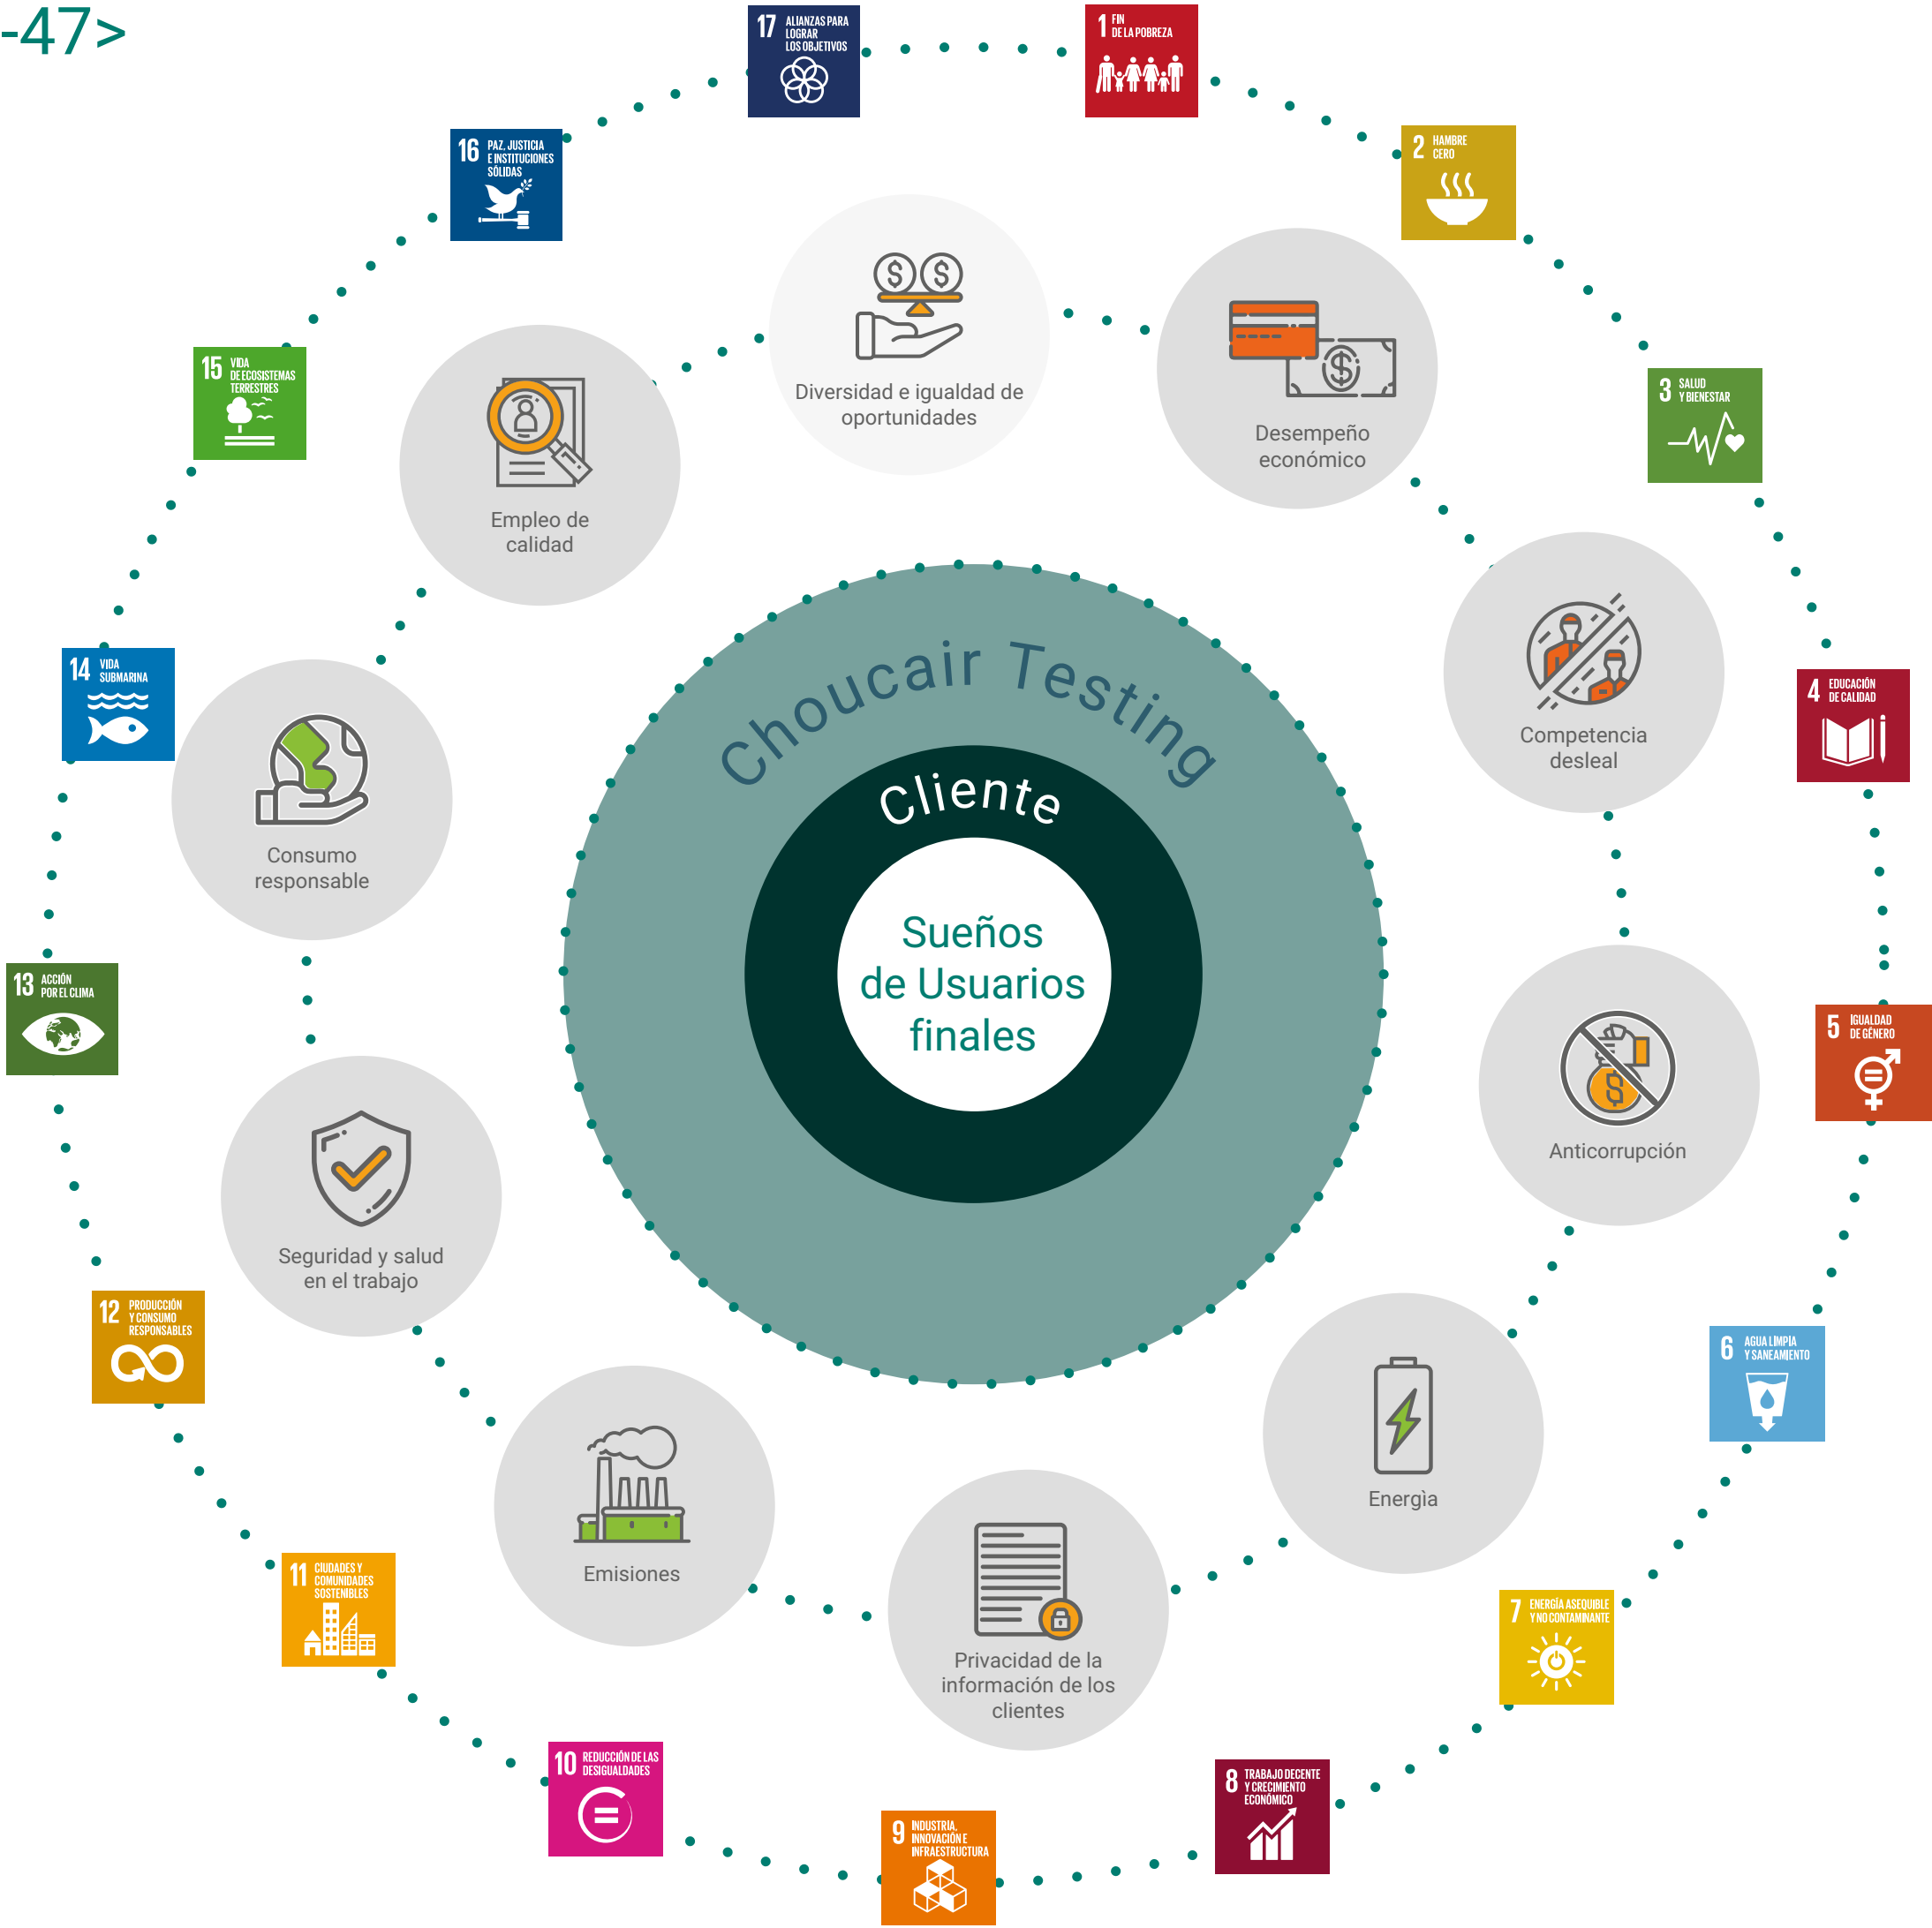 -47>
17 ALIANZAS PARA
LOGRAR
LOS OBJETIVOS
1 FIN
DE LA POBREZA
2 HAMBRE
CERO
3 SALUD
Y BIENESTAR
4 EDUCACIÓN
DE CALIDAD
5 IGUALDAD
DE GÉNERO
6 AGUA LIMPIA
Y SANEAMIENTO
7 ENERGÍA ASEQUIBLE
Y NO CONTAMINANTE
8 TRABAJO DECENTE
Y CRECIMIENTO
ECONÓMICO
9 INDUSTRIA,
INNOVACIÓN E
INFRAESTRUCTURA
10 REDUCCIÓN DE LAS
DESIGUALDADES
11 CIUDADES Y
COMUNIDADES
SOSTENIBLES
12 PRODUCCIÓN
Y CONSUMO
RESPONSABLES
13 ACCIÓN
POR EL CLIMA
14 VIDA
SUBMARINA
15 VIDA
DE ECOSISTEMAS
TERRESTRES
16 PAZ, JUSTICIA
E INSTITUCIONES
SÓLIDAS
Diversidad e igualdad de
oportunidades
Desempeño
económico
Competencia
desleal
Anticorrupción
Energìa
Privacidad de la
información de los
clientes
Emisiones
Seguridad y salud
en el trabajo
Consumo
responsable
Empleo de
calidad
Choucair Testing
Cliente
Sueños
de Usuarios
finales